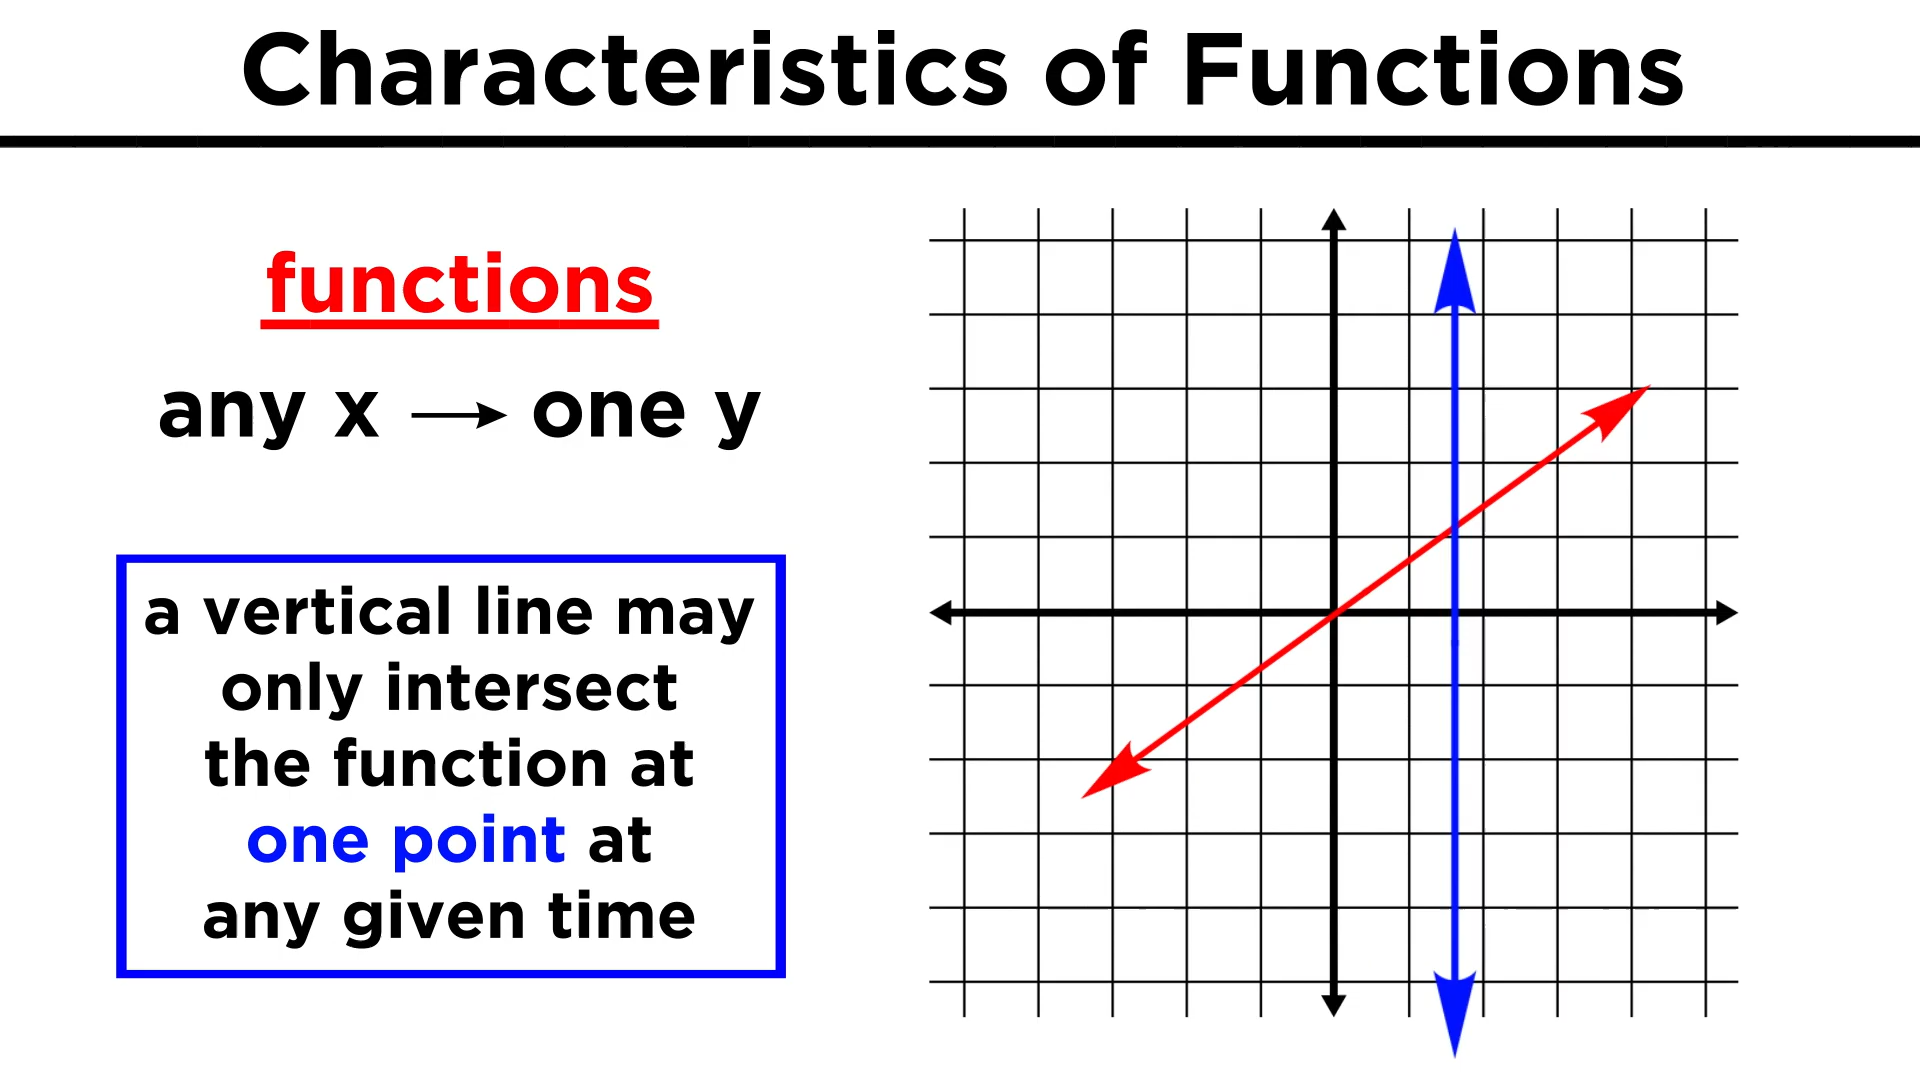 Characteristics of Functions
functions
any x → one y
a vertical line may
only intersect
the function at
one point at
any given time